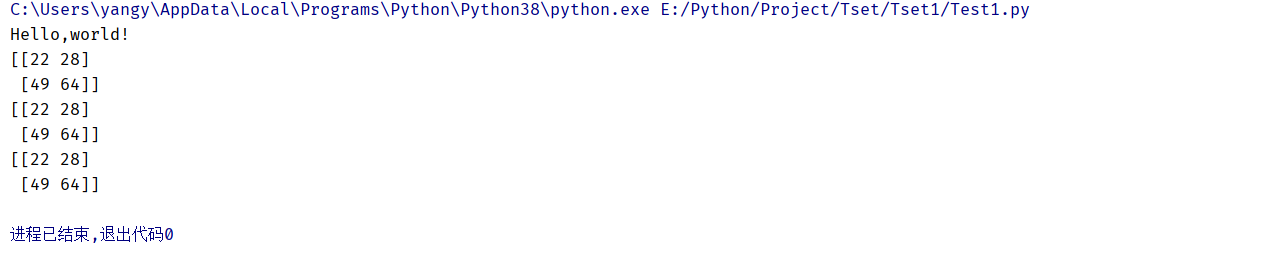 C:\Users\yangy\AppData\Local\Programs\Python\Python38\python.exe E:/Python/Project/Tset/Tset1/Test1.py
Hello,world!
[[22 28]
 [49 64]]
[[22 28]
 [49 64]]
[[22 28]
 [49 64]]
进程已结束,退出代码0